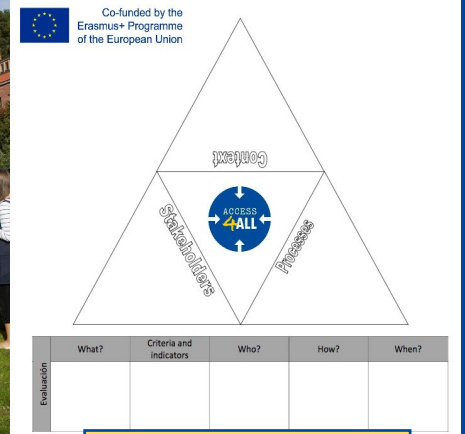 Co-funded by the
Erasmus+ Programme
of the European Union
Context
ACCESS
4ALL
Stakeholders
Processes
What?
Criteria and
indicators
Who?
How?
When?
Evaluación